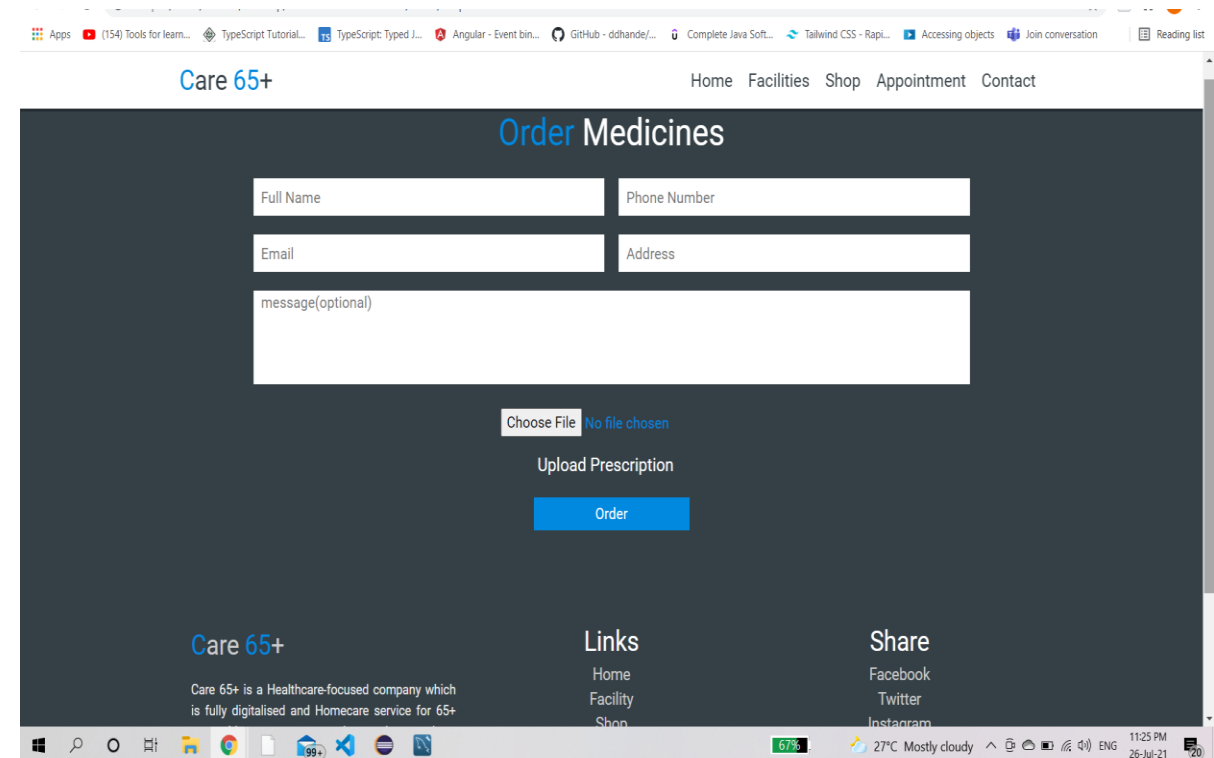 Apps (154) Tools for learn... TypeScript Tutorial... TS TypeScript: Typed J... Angular - Event bin... GitHub - ddhande/... Complete Java Soft... Tailwind CSS - Rapi... Accessing objects Join conversation Reading list
Care 65+ Home Facilities Shop Appointment Contact
Order Medicines
Full Name Phone Number
Email Address
message(optional)
Choose File No file chosen
Upload Prescription
Order
Care 65+ Links Share
Home Facebook
Care 65+ is a Healthcare-focused company which
Facility Twitter
is fully digitalised and Homecare service for 65+
Shop Instagram
99+ 67% 27°C Mostly cloudy ENG 11:25 PM
26-Jul-21 20